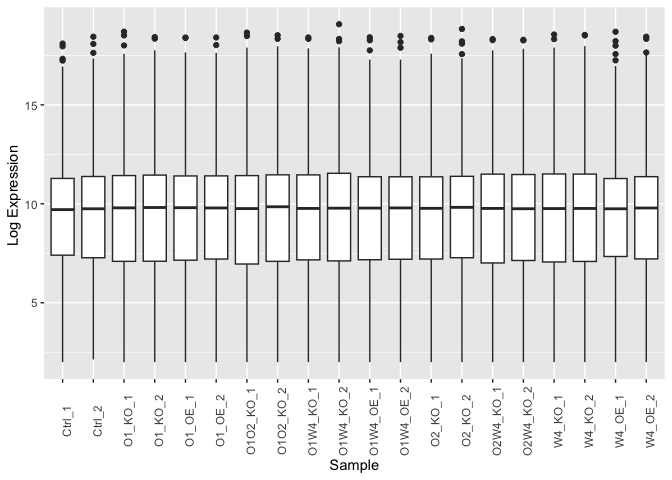 Log Expression
15
10
5
Ctrl_1
Ctrl_2
O1_KO_1
O1_KO_2
O1_OE_1
O1_OE_2
O1O2_KO_1
O1O2_KO_2
O1W4_KO_1
O1W4_KO_2
O1W4_OE_1
O1W4_OE_2
O2_KO_1
O2_KO_2
O2W4_KO_1
O2W4_KO_2
W4_KO_1
W4_KO_2
W4_OE_1
W4_OE_2
Sample